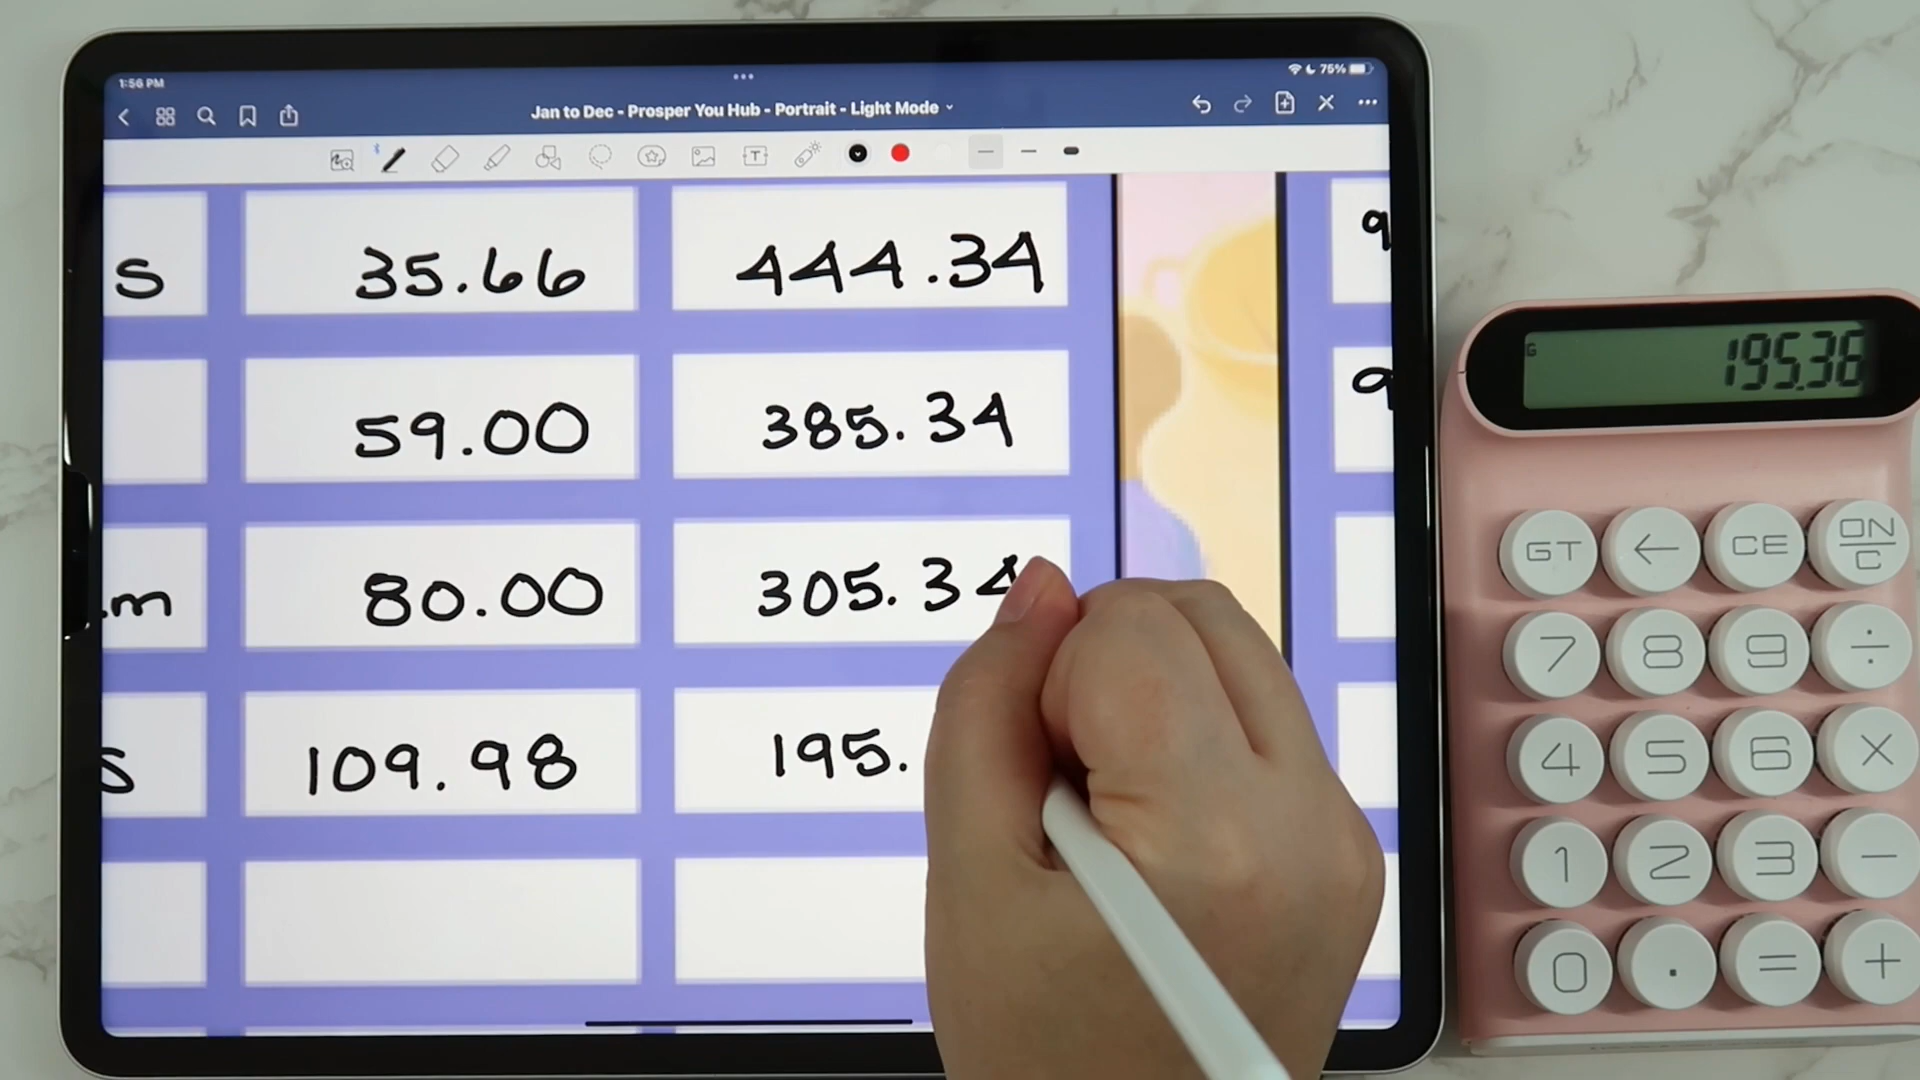 1:56 PM 75%
Jan to Dec - Prosper You Hub - Portrait - Light Mode
T
s 35.66 444.34 9
59.00 385.34 9
.m 80.00 305.34
s 109.98 195.
G 195.36
GT ← CE ON/C
7 8 9 ÷
4 5 6 ×
1 2 3 −
0 . = +